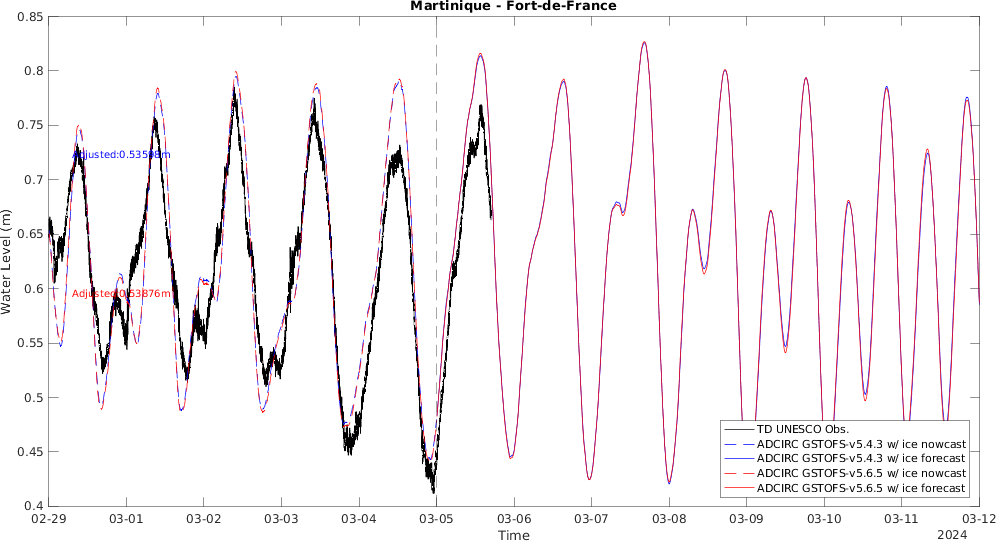 Martinique - Fort-de-France
0.85
0.8
0.75
0.7
0.65
0.6
0.55
0.5
0.45
0.4
Water Level (m)
Adjusted:0.53508m
Adjusted:0.53876m
TD UNESCO Obs.
ADCIRC GSTOFS-v5.4.3 w/ ice nowcast
ADCIRC GSTOFS-v5.4.3 w/ ice forecast
ADCIRC GSTOFS-v5.6.5 w/ ice nowcast
ADCIRC GSTOFS-v5.6.5 w/ ice forecast
02-29 03-01 03-02 03-03 03-04 03-05 03-06 03-07 03-08 03-09 03-10 03-11 03-12
Time
2024